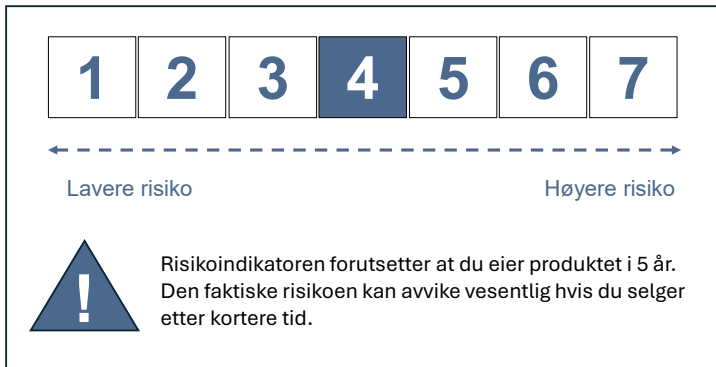 1 2 3 4 5 6 7
Lavere risiko Høyere risiko
!
Risikoindikatoren forutsetter at du eier produktet i 5 år.
Den faktiske risikoen kan avvike vesentlig hvis du selger
etter kortere tid.